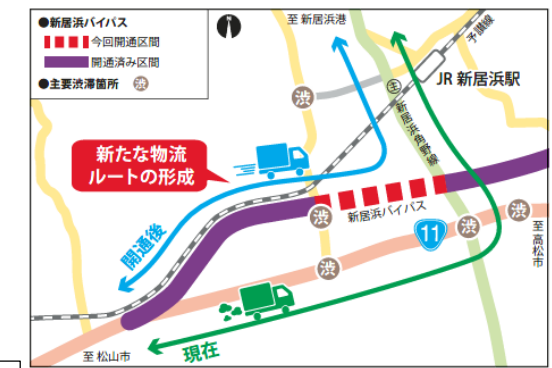 ●新居浜バイパス
今回開通区間
開通済み区間
●主要渋滞箇所 渋
N
至 新居浜港
予讃線
JR 新居浜駅
渋
主
新居浜角野線
新たな物流
ルートの形成
渋
新居浜バイパス
11
渋
渋
至 高松市
開通後
渋
現在
至 松山市